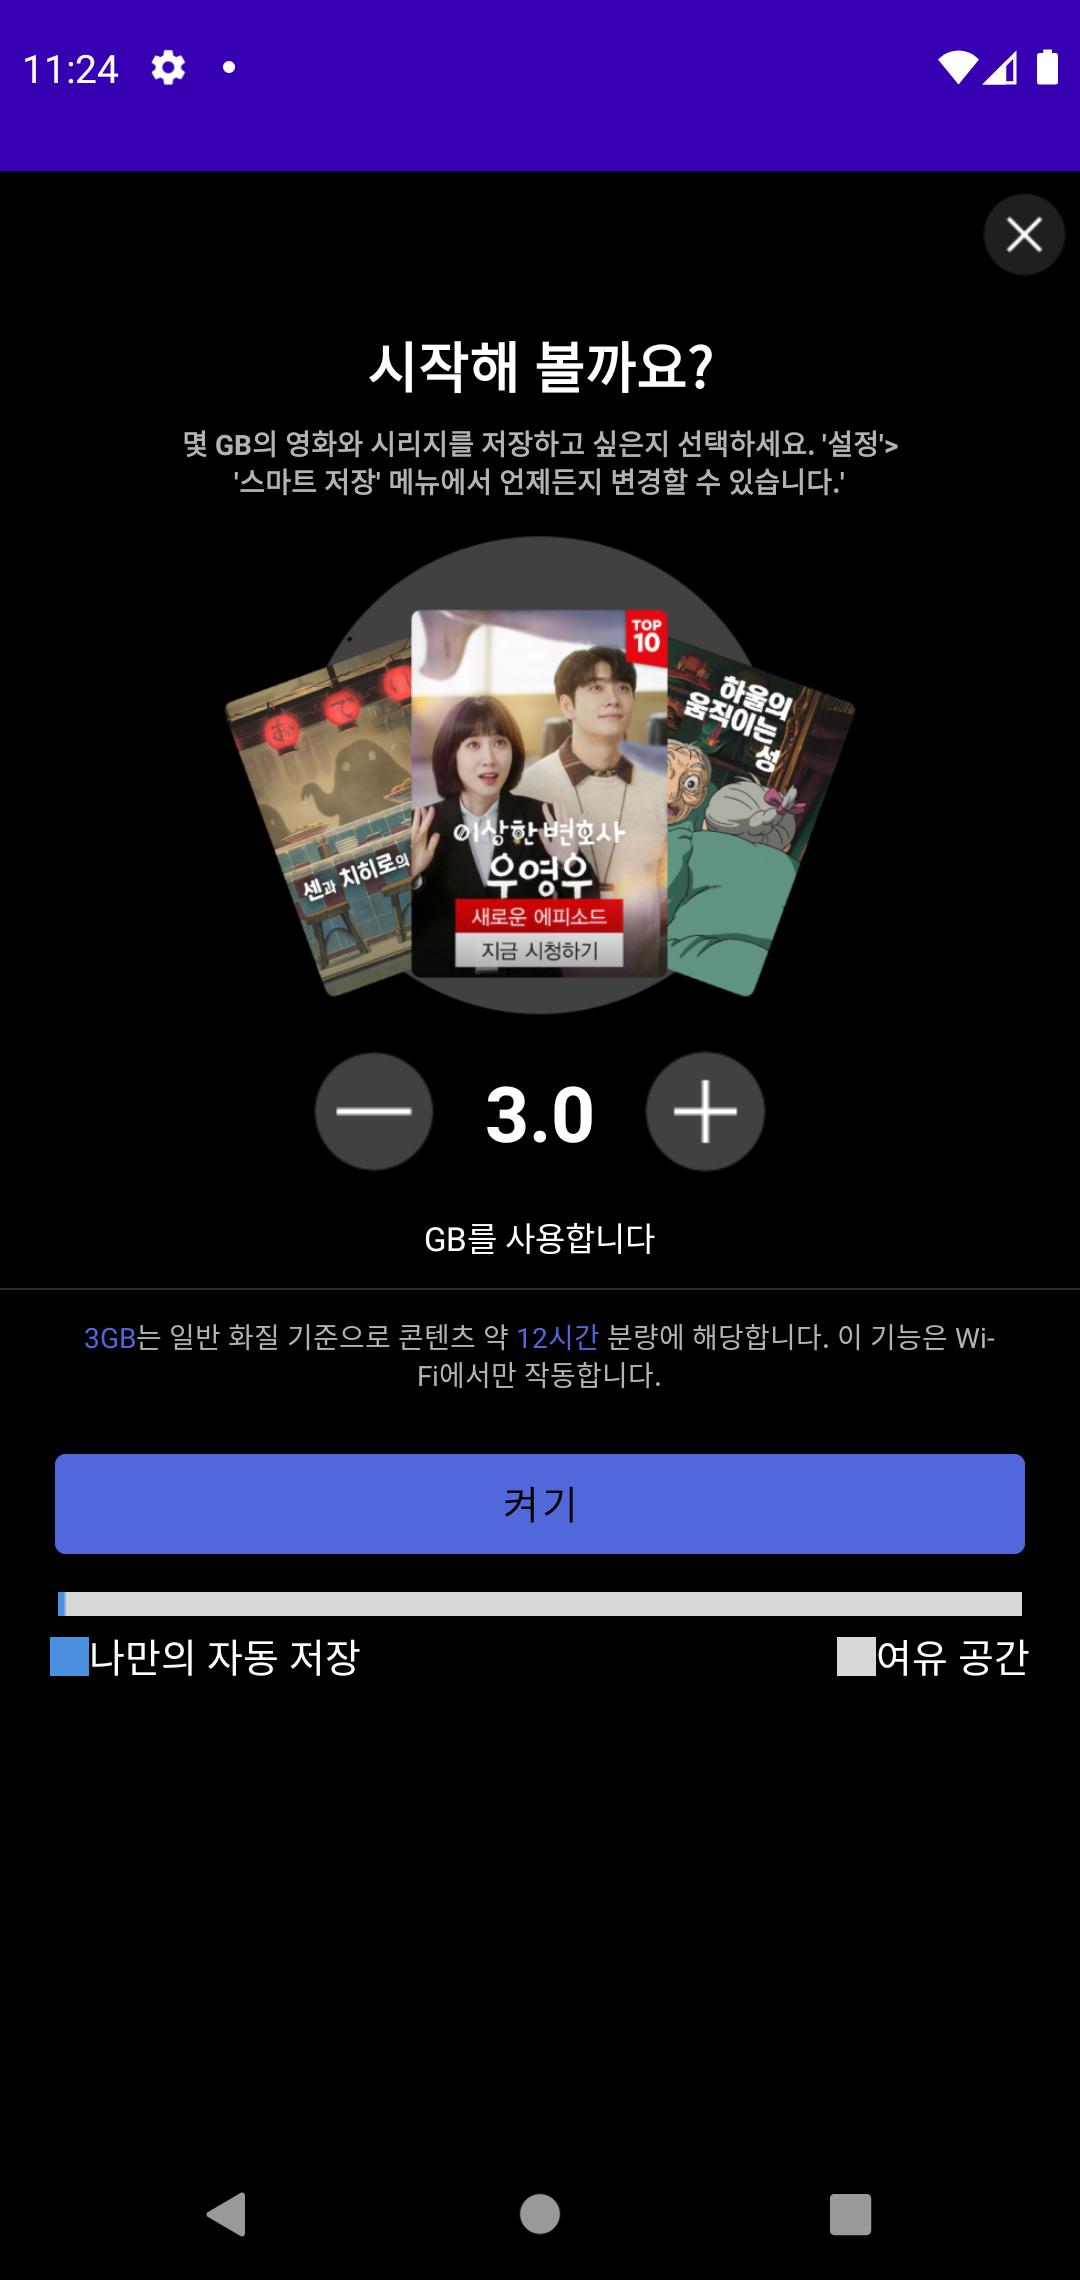 11:24
시작해 볼까요?
몇 GB의 영화와 시리지를 저장하고 싶은지 선택하세요. '설정'>
'스마트 저장' 메뉴에서 언제든지 변경할 수 있습니다.'
おいで
센과 치히로의
TOP
10
이상한 변호사
우영우
새로운 에피소드
지금 시청하기
하울의
움직이는
성
3.0
GB를 사용합니다
3GB는 일반 화질 기준으로 콘텐츠 약 12시간 분량에 해당합니다. 이 기능은 Wi-
Fi에서만 작동합니다.
켜기
나만의 자동 저장
여유 공간